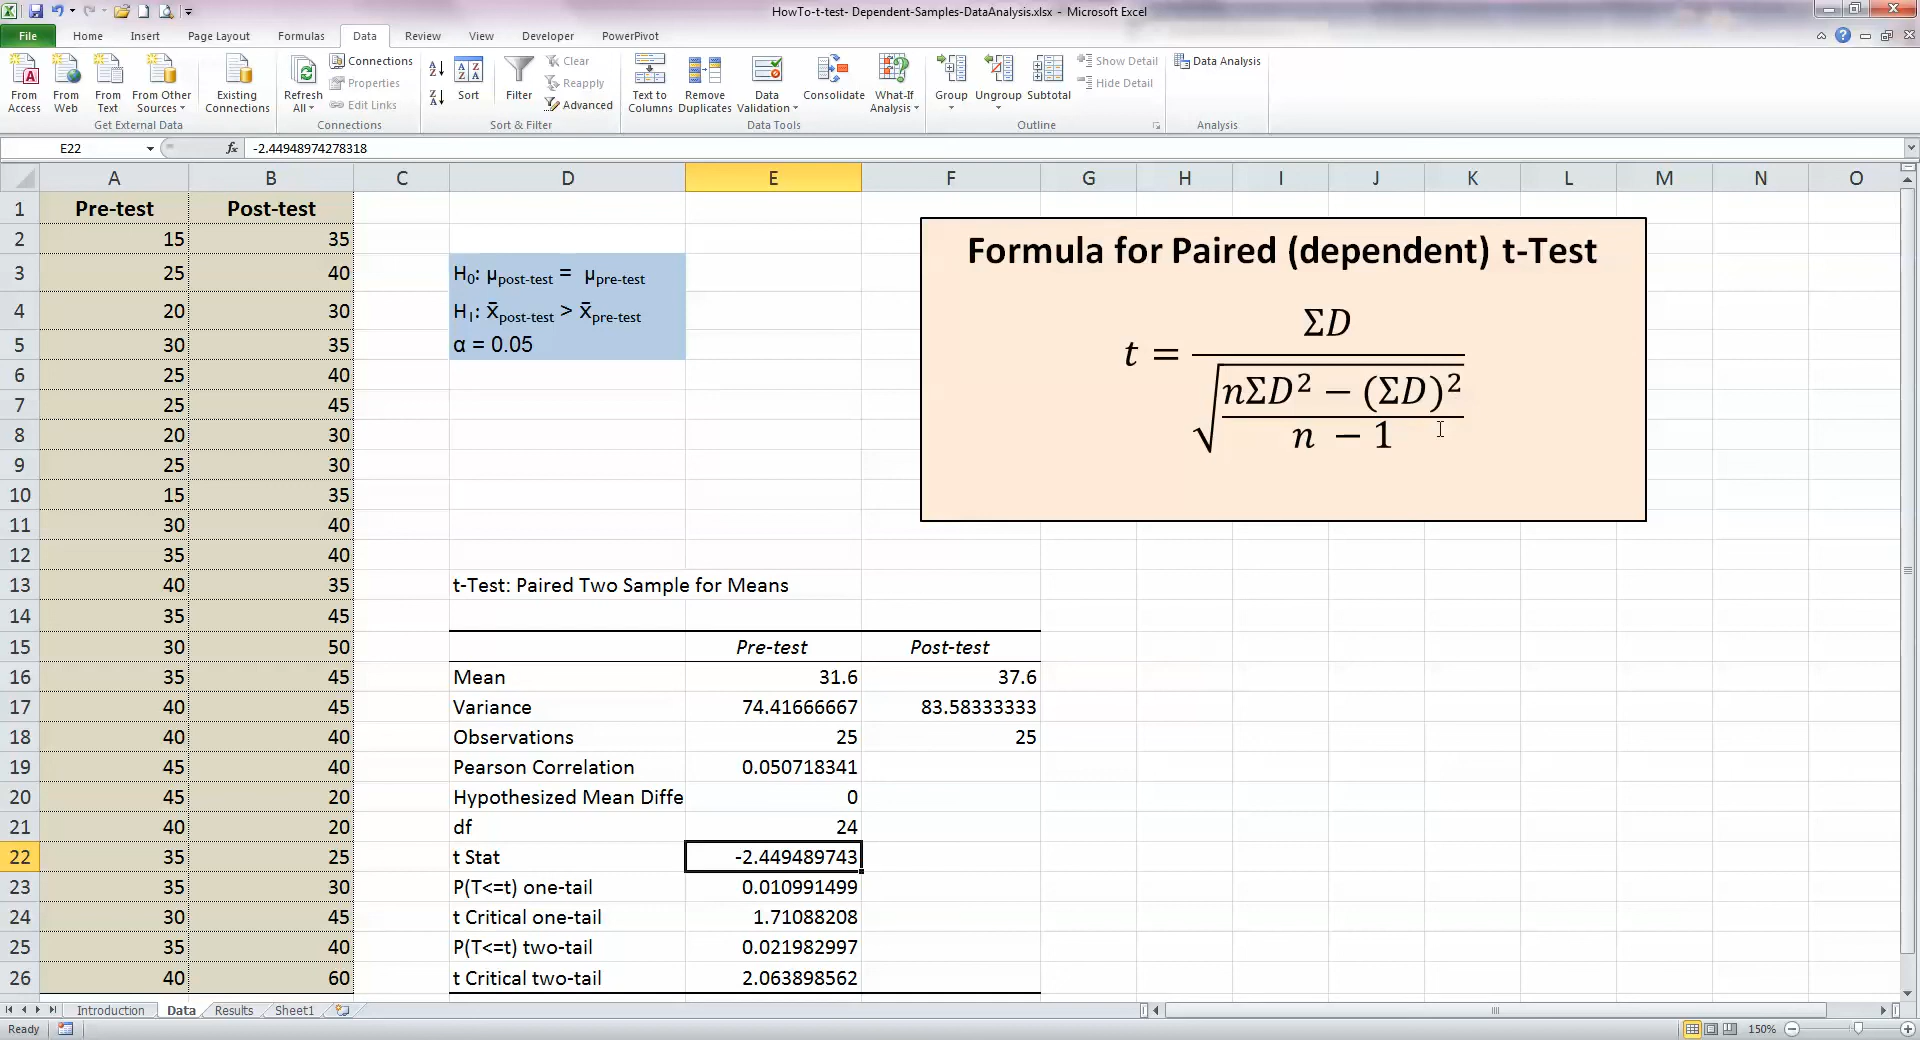 HowTo-t-test- Dependent-Samples-DataAnalysis.xlsx - Microsoft Excel
File Home Insert Page Layout Formulas Data Review View Developer PowerPivot
From Access
From Web
From Text
From Other Sources
Existing Connections
Get External Data
Refresh All
Connections
Properties
Edit Links
Connections
Sort
Filter
Clear
Reapply
Advanced
Sort & Filter
Text to Columns
Remove Duplicates
Data Validation
Consolidate
What-If Analysis
Data Tools
Group
Ungroup
Subtotal
Show Detail
Hide Detail
Outline
Data Analysis
Analysis
E22 fx -2.44948974278318
A B C D E F G H I J K L M N O
1 Pre-test Post-test
2 15 35
3 25 40 H₀: μpost-test = μpre-test
4 20 30 H₁: x̄post-test > x̄pre-test
5 30 35 α = 0.05
6 25 40
7 25 45
8 20 30
9 25 30
10 15 35
11 30 40
12 35 40
13 40 35 t-Test: Paired Two Sample for Means
14 35 45
15 30 50 Pre-test Post-test
16 35 45 Mean 31.6 37.6
17 40 45 Variance 74.41666667 83.58333333
18 40 40 Observations 25 25
19 45 40 Pearson Correlation 0.050718341
20 45 20 Hypothesized Mean Diffe 0
21 40 20 df 24
22 35 25 t Stat -2.449489743
23 35 30 P(T<=t) one-tail 0.010991499
24 30 45 t Critical one-tail 1.71088208
25 35 40 P(T<=t) two-tail 0.021982997
26 40 60 t Critical two-tail 2.063898562
Formula for Paired (dependent) t-Test
ΣD
t =
√ nΣD² − (ΣD)²
n − 1
Introduction Data Results Sheet1
Ready 150%